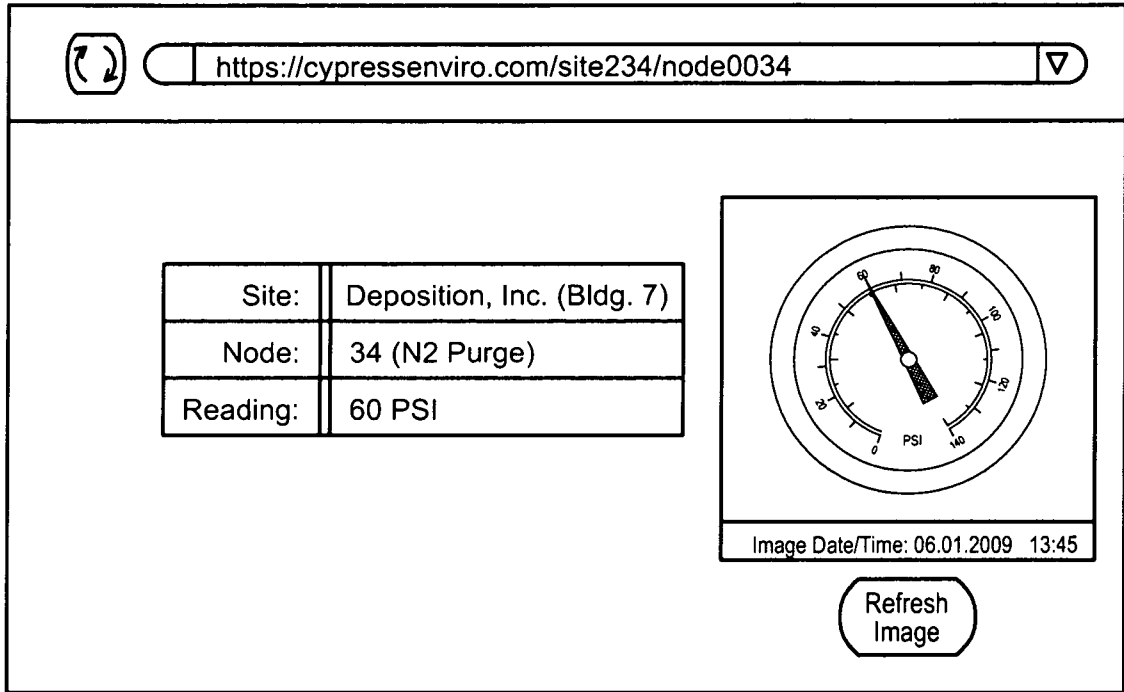 https://cypressenviro.com/site234/node0034
Site: Deposition, Inc. (Bldg. 7)
Node: 34 (N2 Purge)
Reading: 60 PSI
0
20
40
60
80
100
120
140
PSI
Image Date/Time: 06.01.2009 13:45
Refresh
Image